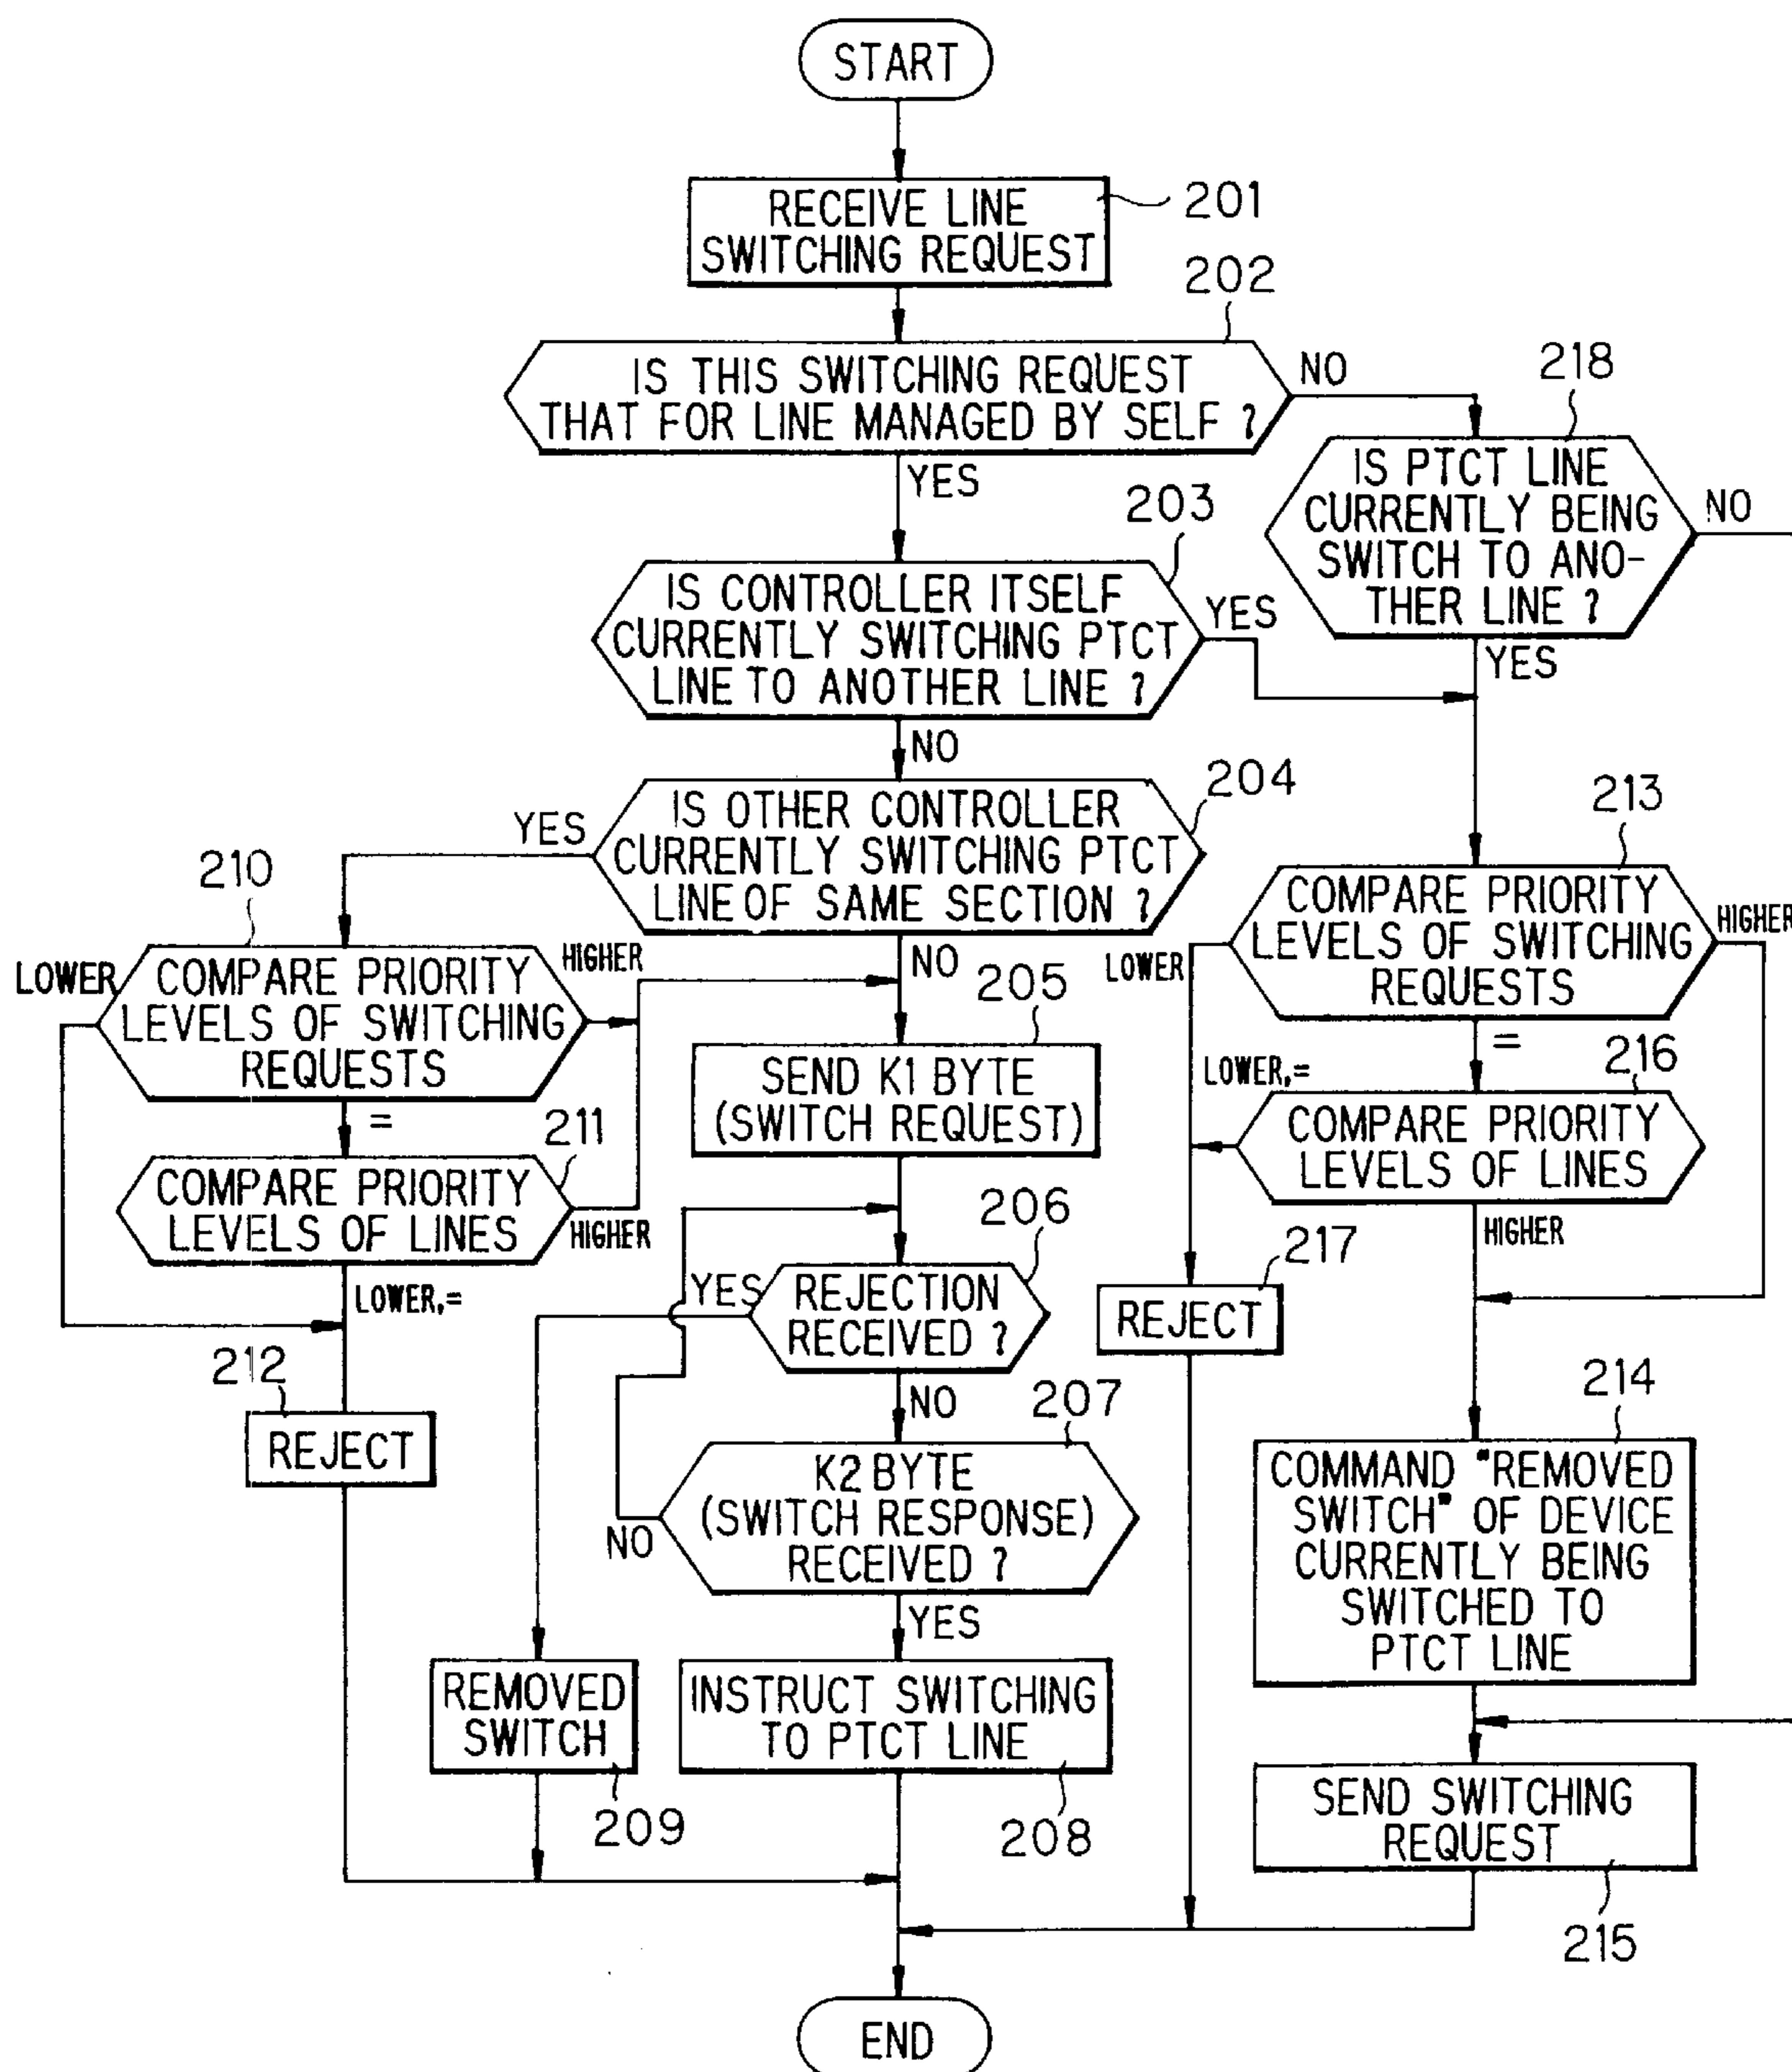 START
RECEIVE LINE
SWITCHING REQUEST
201
202
IS THIS SWITCHING REQUEST
THAT FOR LINE MANAGED BY SELF ?
NO
YES
218
IS PTCT LINE
CURRENTLY BEING
SWITCH TO ANO-
THER LINE ?
NO
YES
203
IS CONTROLLER ITSELF
CURRENTLY SWITCHING PTCT
LINE TO ANOTHER LINE ?
YES
NO
204
IS OTHER CONTROLLER
CURRENTLY SWITCHING PTCT
LINE OF SAME SECTION ?
YES
NO
210
COMPARE PRIORITY
LEVELS OF SWITCHING
REQUESTS
LOWER
HIGHER
=
211
COMPARE PRIORITY
LEVELS OF LINES
HIGHER
LOWER,=
212
REJECT
205
SEND K1 BYTE
(SWITCH REQUEST)
206
REJECTION
RECEIVED ?
YES
NO
207
K2 BYTE
(SWITCH RESPONSE)
RECEIVED ?
NO
YES
REMOVED
SWITCH
209
INSTRUCT SWITCHING
TO PTCT LINE
208
213
COMPARE PRIORITY
LEVELS OF SWITCHING
REQUESTS
LOWER
HIGHER
=
216
COMPARE PRIORITY
LEVELS OF LINES
LOWER,=
HIGHER
217
REJECT
214
COMMAND "REMOVED
SWITCH" OF DEVICE
CURRENTLY BEING
SWITCHED TO
PTCT LINE
SEND SWITCHING
REQUEST
215
END